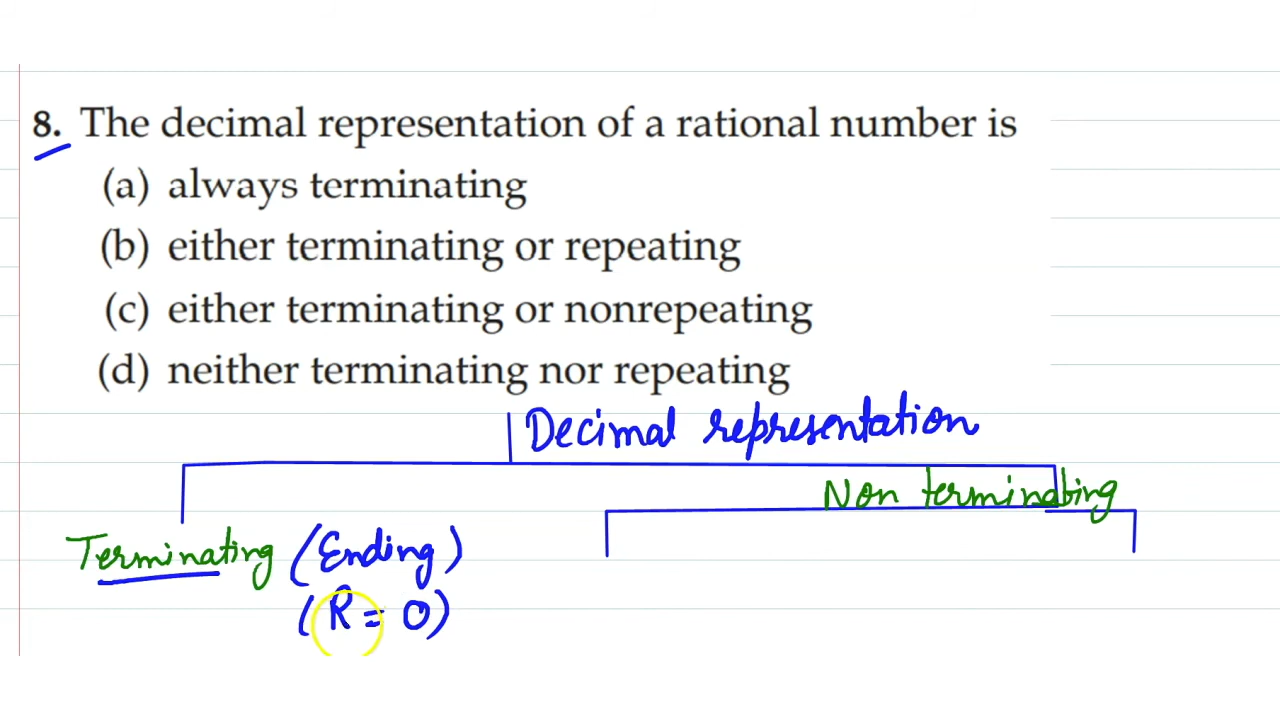 8. The decimal representation of a rational number is
(a) always terminating
(b) either terminating or repeating
(c) either terminating or nonrepeating
(d) neither terminating nor repeating
Decimal representation
Non terminating
Terminating (Ending)
(R = 0)